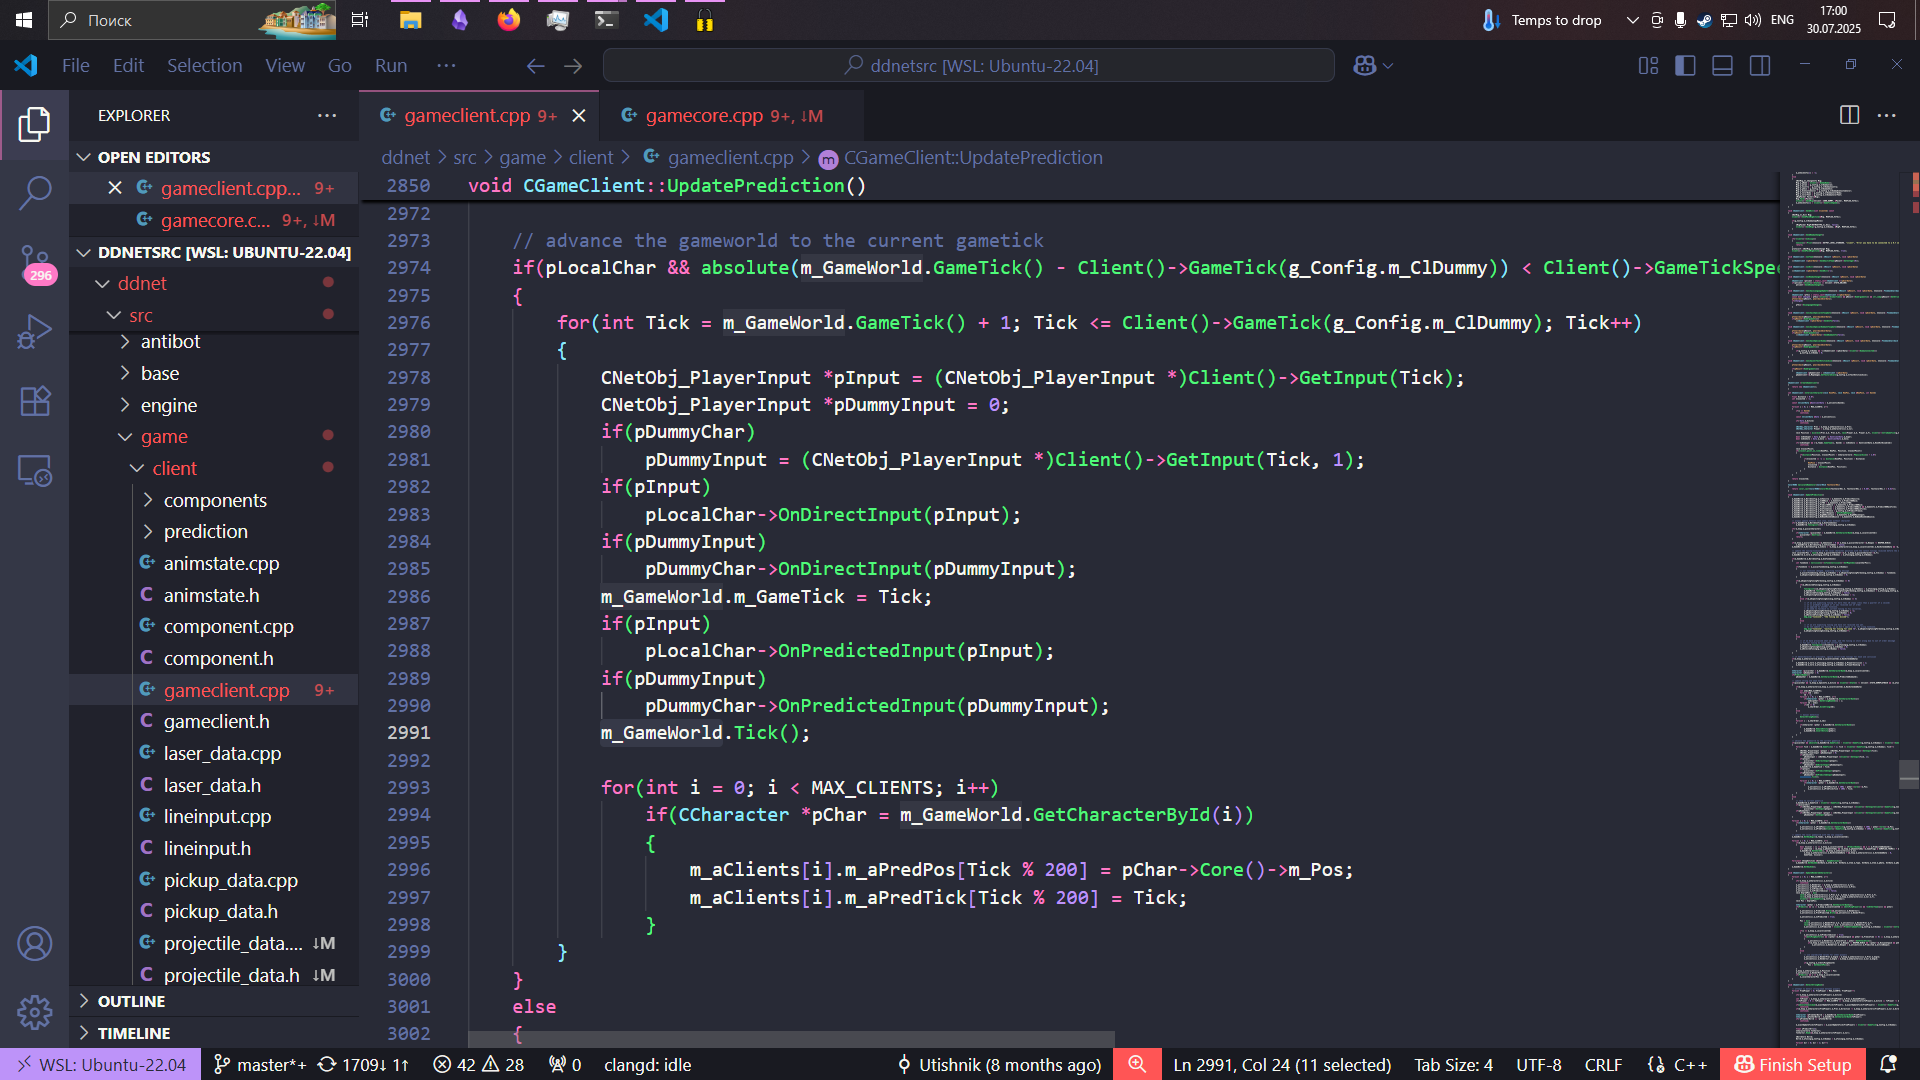 Поиск
Temps to drop
ENG
17:00
30.07.2025
File Edit Selection View Go Run ···
ddnetsrc [WSL: Ubuntu-22.04]
EXPLORER
gameclient.cpp 9+
gamecore.cpp 9+, ↓M
OPEN EDITORS
gameclient.cpp... 9+
gamecore.c... 9+, ↓M
DDNETSRC [WSL: UBUNTU-22.04]
ddnet
src
antibot
base
engine
game
client
components
prediction
animstate.cpp
animstate.h
component.cpp
component.h
gameclient.cpp 9+
gameclient.h
laser_data.cpp
laser_data.h
lineinput.cpp
lineinput.h
pickup_data.cpp
pickup_data.h
projectile_data.... ↓M
projectile_data.h ↓M
OUTLINE
TIMELINE
296
ddnet > src > game > client > gameclient.cpp > CGameClient::UpdatePrediction
2850 void CGameClient::UpdatePrediction()
2972
2973 // advance the gameworld to the current gametick
2974 if(pLocalChar && absolute(m_GameWorld.GameTick() - Client()->GameTick(g_Config.m_ClDummy)) < Client()->GameTickSpe
2975 {
2976 for(int Tick = m_GameWorld.GameTick() + 1; Tick <= Client()->GameTick(g_Config.m_ClDummy); Tick++)
2977 {
2978 CNetObj_PlayerInput *pInput = (CNetObj_PlayerInput *)Client()->GetInput(Tick);
2979 CNetObj_PlayerInput *pDummyInput = 0;
2980 if(pDummyChar)
2981 pDummyInput = (CNetObj_PlayerInput *)Client()->GetInput(Tick, 1);
2982 if(pInput)
2983 pLocalChar->OnDirectInput(pInput);
2984 if(pDummyInput)
2985 pDummyChar->OnDirectInput(pDummyInput);
2986 m_GameWorld.m_GameTick = Tick;
2987 if(pInput)
2988 pLocalChar->OnPredictedInput(pInput);
2989 if(pDummyInput)
2990 pDummyChar->OnPredictedInput(pDummyInput);
2991 m_GameWorld.Tick();
2992
2993 for(int i = 0; i < MAX_CLIENTS; i++)
2994 if(CCharacter *pChar = m_GameWorld.GetCharacterById(i))
2995 {
2996 m_aClients[i].m_aPredPos[Tick % 200] = pChar->Core()->m_Pos;
2997 m_aClients[i].m_aPredTick[Tick % 200] = Tick;
2998 }
2999 }
3000 }
3001 else
3002 {
WSL: Ubuntu-22.04 master*+ 1709↓ 1↑ 42 28 0 clangd: idle Utishnik (8 months ago) Ln 2991, Col 24 (11 selected) Tab Size: 4 UTF-8 CRLF {} C++ Finish Setup